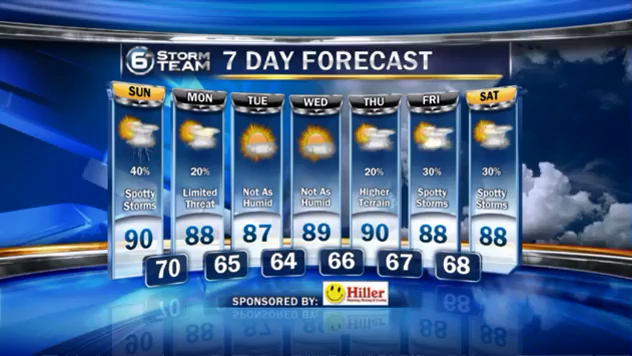 6 STORM TEAM 7 DAY FORECAST
SUN MON TUE WED THU FRI SAT
40% 20% 20% 30% 30%
Spotty Storms
Limited Threat
Not As Humid
Not As Humid
Higher Terrain
Spotty Storms
Spotty Storms
90 88 87 89 90 88 88
70 65 64 66 67 68
SPONSORED BY: Hiller